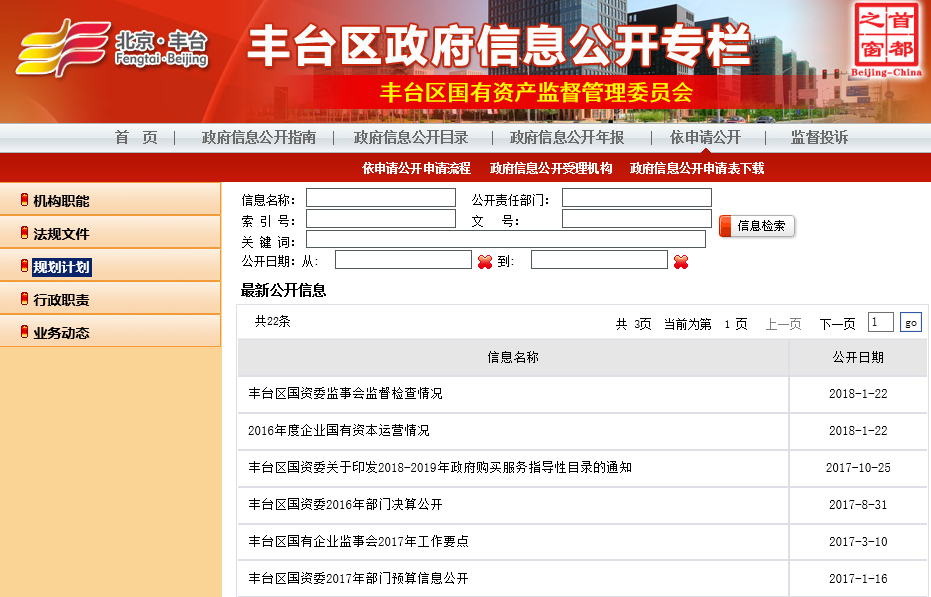 北京·丰台
Fengtai·Beijing
丰台区政府信息公开专栏
丰台区国有资产监督管理委员会
首都之窗
Beijing-China
首 页 | 政府信息公开指南 | 政府信息公开目录 | 政府信息公开年报 | 依申请公开 | 监督投诉
依申请公开申请流程 政府信息公开受理机构 政府信息公开申请表下载
机构职能
法规文件
规划计划
行政职责
业务动态
信息名称: 公开责任部门:
索 引 号: 文 号:
关 键 词:
公开日期: 从: 到:
信息检索
最新公开信息
共22条 共 3页 当前为第 1 页 上一页 下一页 1 go
信息名称 公开日期
丰台区国资委监事会监督检查情况 2018-1-22
2016年度企业国有资本运营情况 2018-1-22
丰台区国资委关于印发2018-2019年政府购买服务指导性目录的通知 2017-10-25
丰台区国资委2016年部门决算公开 2017-8-31
丰台区国有企业监事会2017年工作要点 2017-3-10
丰台区国资委2017年部门预算信息公开 2017-1-16